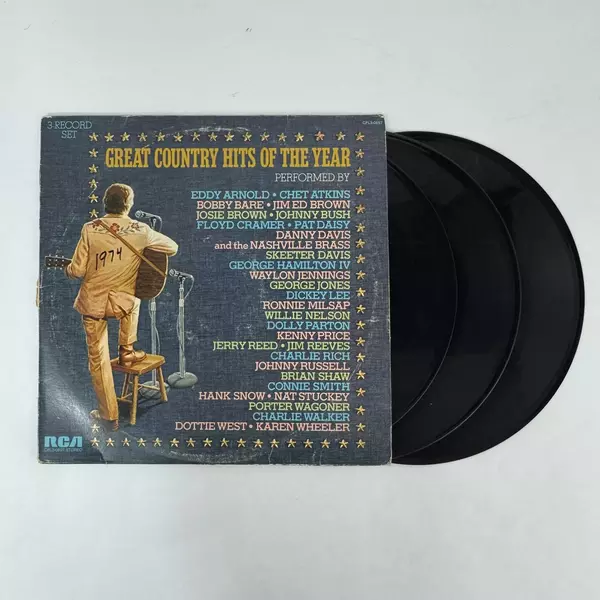 3 RECORD
SET
GREAT COUNTRY HITS OF THE YEAR
PERFORMED BY
EDDY ARNOLD • CHET ATKINS
BOBBY BARE • JIM ED BROWN
JOSIE BROWN • JOHNNY BUSH
FLOYD CRAMER • PAT DAISY
DANNY DAVIS
and the NASHVILLE BRASS
SKEETER DAVIS
GEORGE HAMILTON IV
WAYLON JENNINGS
GEORGE JONES
DICKEY LEE
RONNIE MILSAP
WILLIE NELSON
DOLLY PARTON
KENNY PRICE
JERRY REED • JIM REEVES
CHARLIE RICH
JOHNNY RUSSELL
BRIAN SHAW
CONNIE SMITH
HANK SNOW • NAT STUCKEY
PORTER WAGONER
CHARLIE WALKER
DOTTIE WEST • KAREN WHEELER
1974
RCA